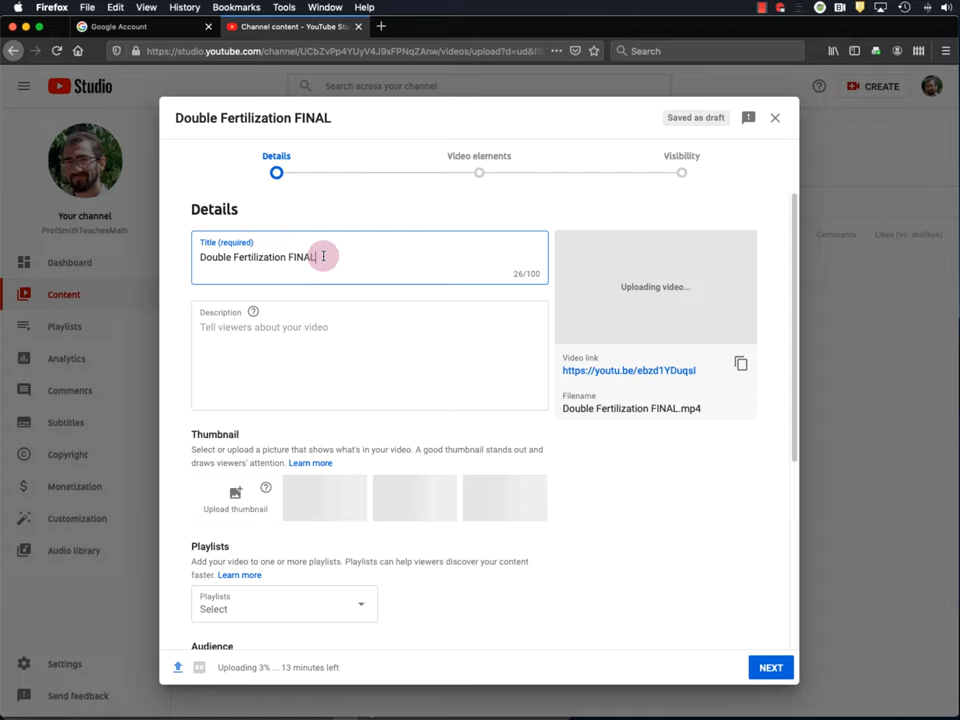 Firefox File Edit View History Bookmarks Tools Window Help
Google Account
Channel content - YouTube Stu
https://studio.youtube.com/channel/UCbZvPp4YUyV4J9xFPNqZAnw/videos/upload?d=ud&fil
Search
Studio
Search across your channel
CREATE
Your channel
ProfSmithTeachesMath
Dashboard
Content
Playlists
Analytics
Comments
Subtitles
Copyright
Monetization
Customization
Audio library
Settings
Send feedback
Comments
Likes (vs. dislikes)
Double Fertilization FINAL
Saved as draft
Details
Video elements
Visibility
Details
Title (required)
Double Fertilization FINAL
26/100
Description
Tell viewers about your video
Uploading video...
Video link
https://youtu.be/ebzd1YDuqsI
Filename
Double Fertilization FINAL.mp4
Thumbnail
Select or upload a picture that shows what's in your video. A good thumbnail stands out and
draws viewers' attention. Learn more
Upload thumbnail
Playlists
Add your video to one or more playlists. Playlists can help viewers discover your content
faster. Learn more
Playlists
Select
Audience
Uploading 3% ... 13 minutes left
NEXT